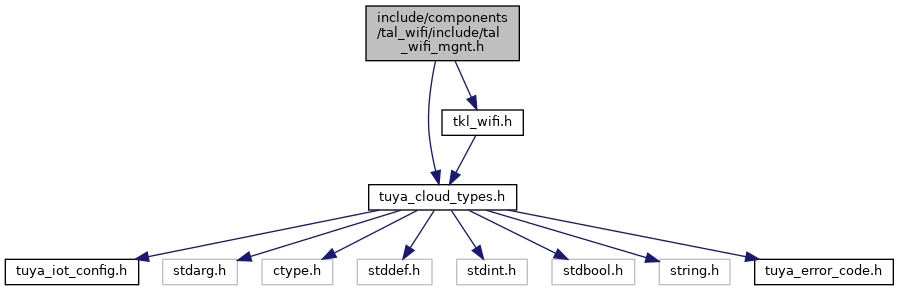 include/components
/tal_wifi/include/tal
_wifi_mgnt.h
tkl_wifi.h
tuya_cloud_types.h
tuya_iot_config.h
stdarg.h
ctype.h
stddef.h
stdint.h
stdbool.h
string.h
tuya_error_code.h